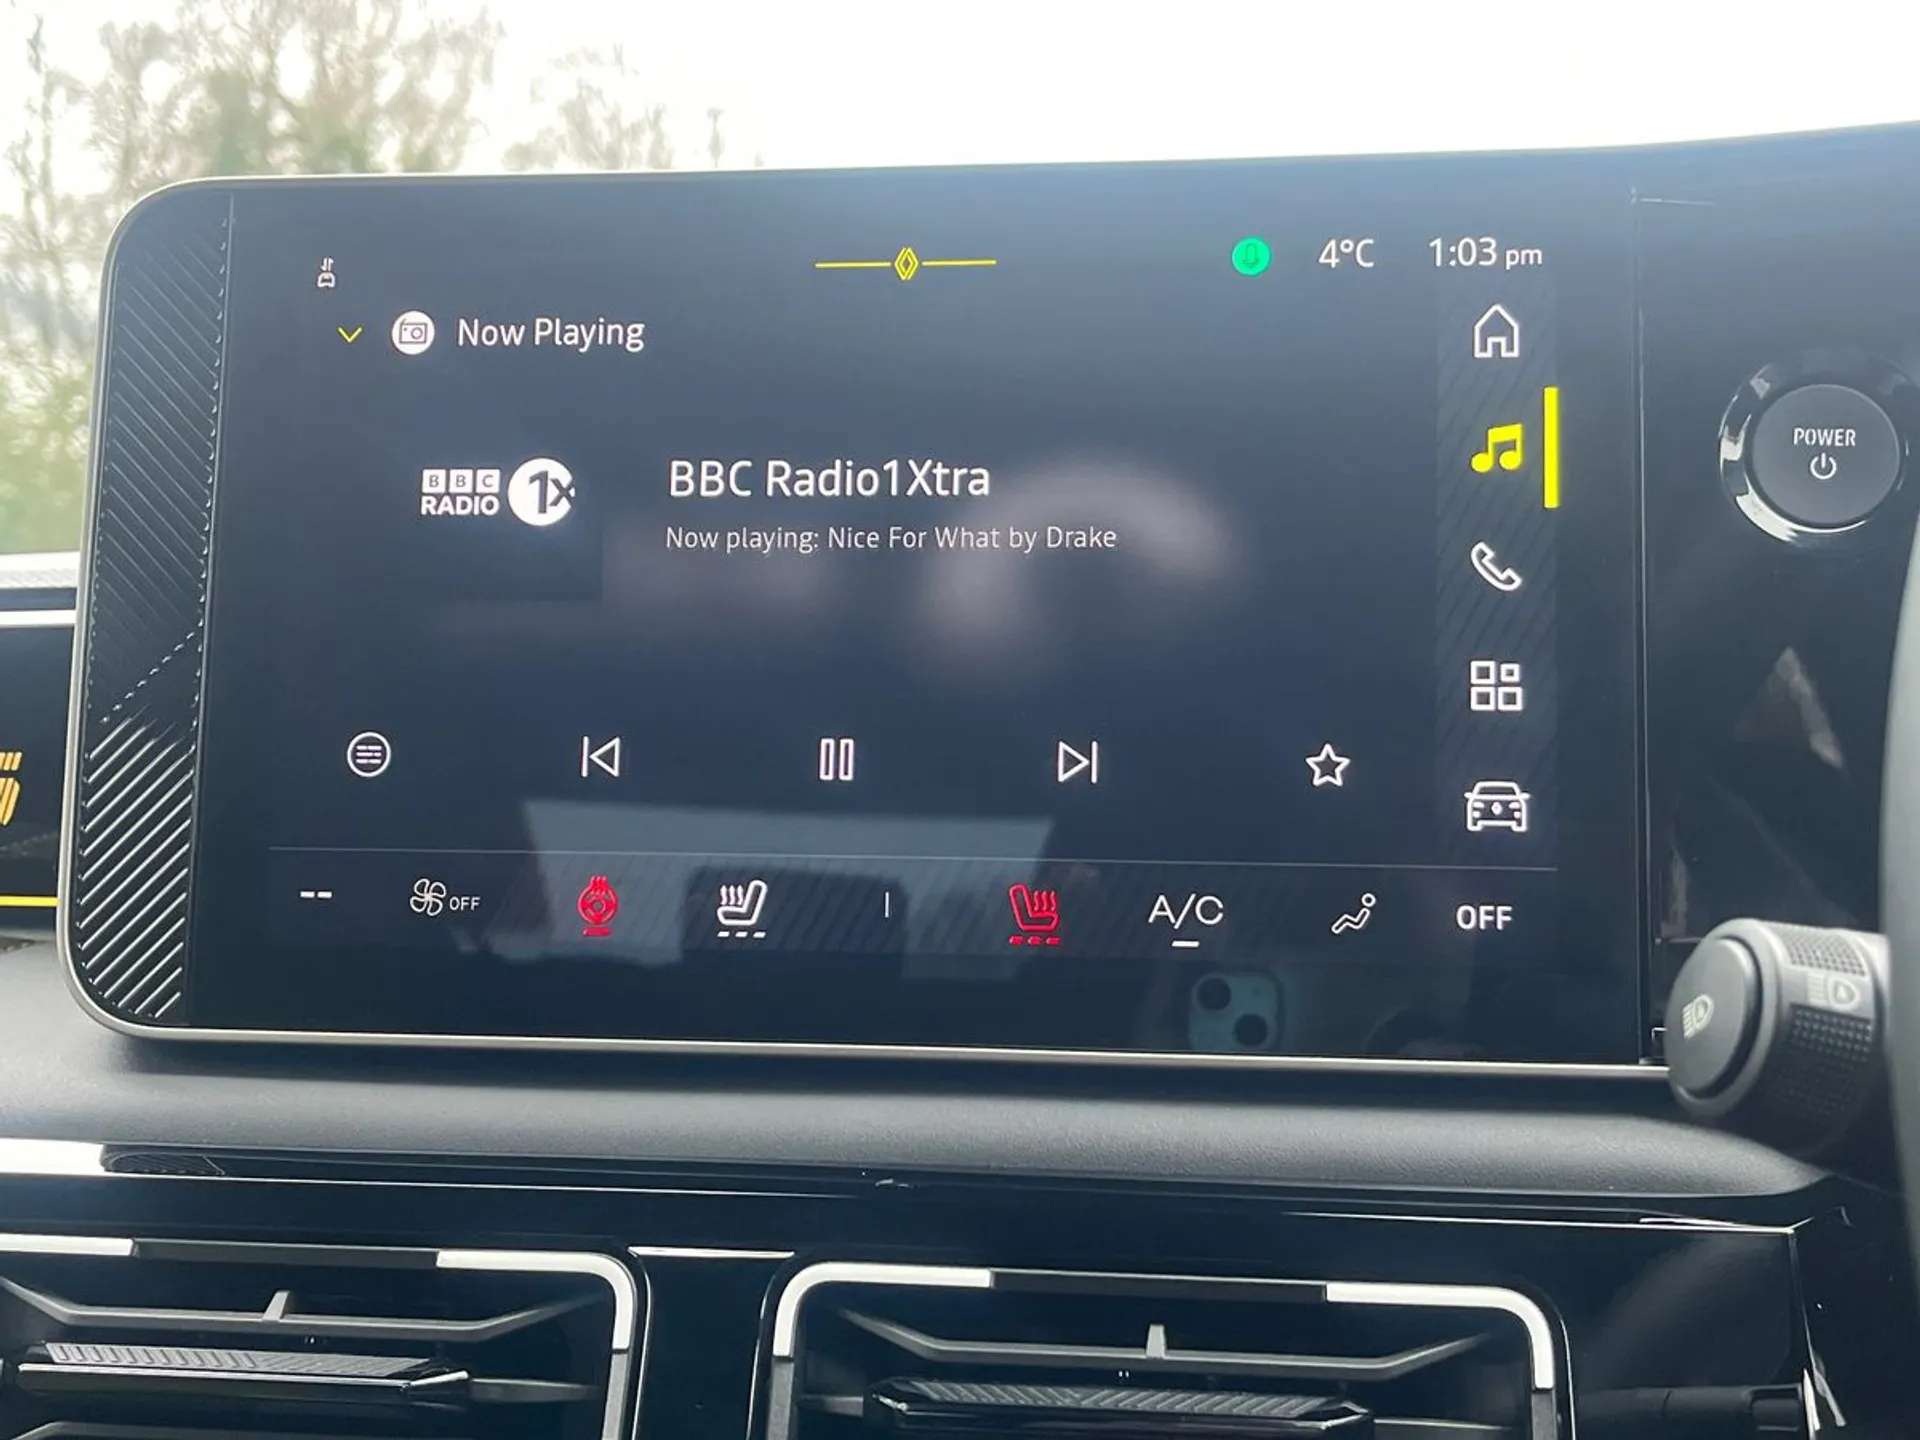 4°C 1:03 pm
Now Playing
BBC
RADIO 1X
BBC Radio1Xtra
Now playing: Nice For What by Drake
POWER
-- OFF A/C OFF